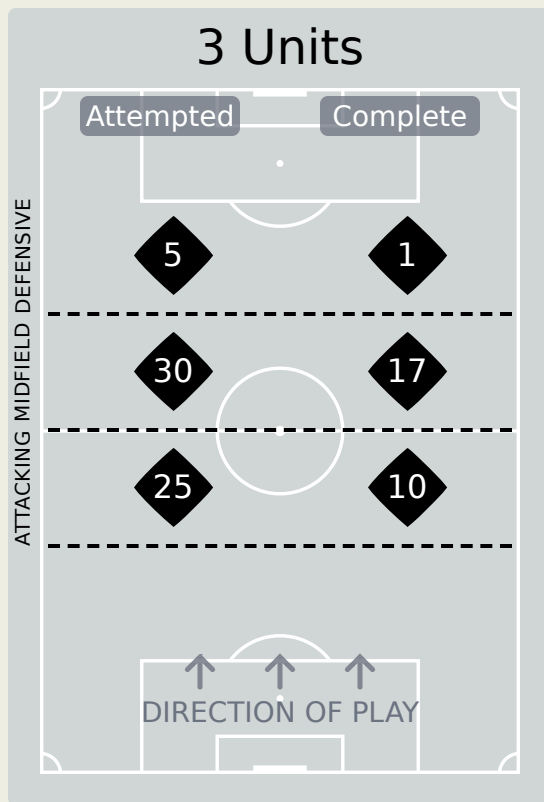 3 Units
Attempted Complete
5 1
30 17
25 10
ATTACKING MIDFIELD DEFENSIVE
DIRECTION OF PLAY